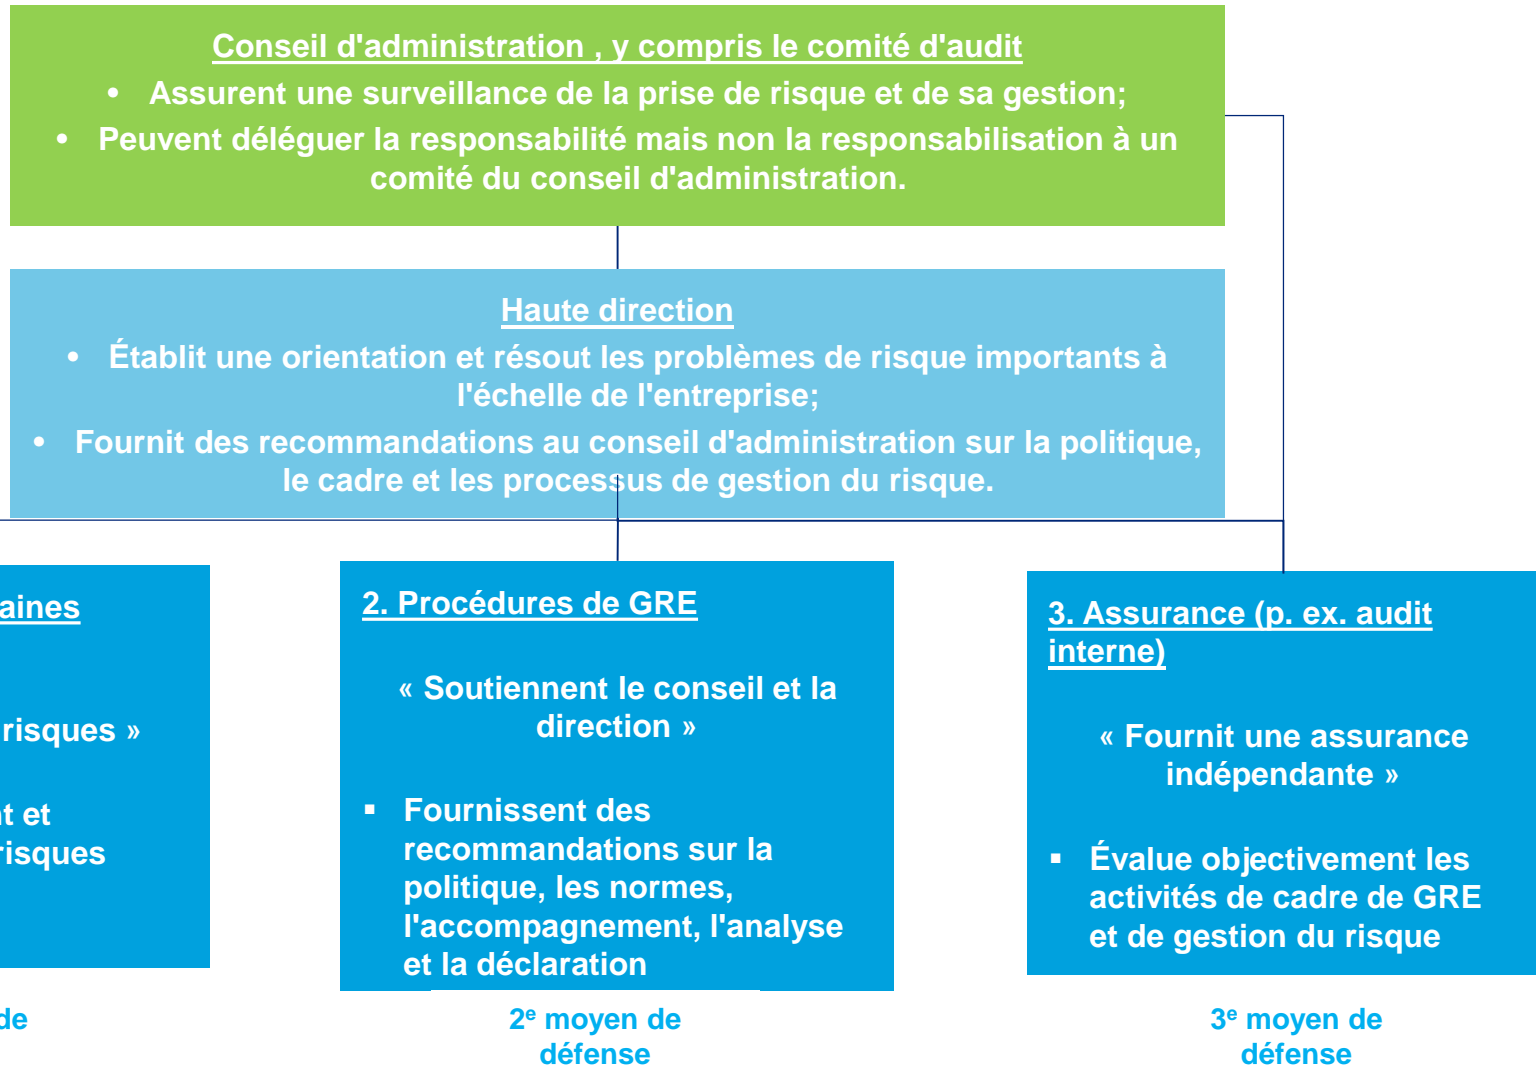 Conseil d'administration , y compris le comité d'audit
• Assurent une surveillance de la prise de risque et de sa gestion;
• Peuvent déléguer la responsabilité mais non la responsabilisation à un
comité du conseil d'administration.
Haute direction
• Établit une orientation et résout les problèmes de risque importants à
l'échelle de l'entreprise;
• Fournit des recommandations au conseil d'administration sur la politique,
le cadre et les processus de gestion du risque.
aines
risques »
t et
risques
de
2. Procédures de GRE
« Soutiennent le conseil et la
direction »
▪ Fournissent des
recommandations sur la
politique, les normes,
l'accompagnement, l'analyse
et la déclaration
2e moyen de
défense
3. Assurance (p. ex. audit
interne)
« Fournit une assurance
indépendante »
▪ Évalue objectivement les
activités de cadre de GRE
et de gestion du risque
3e moyen de
défense